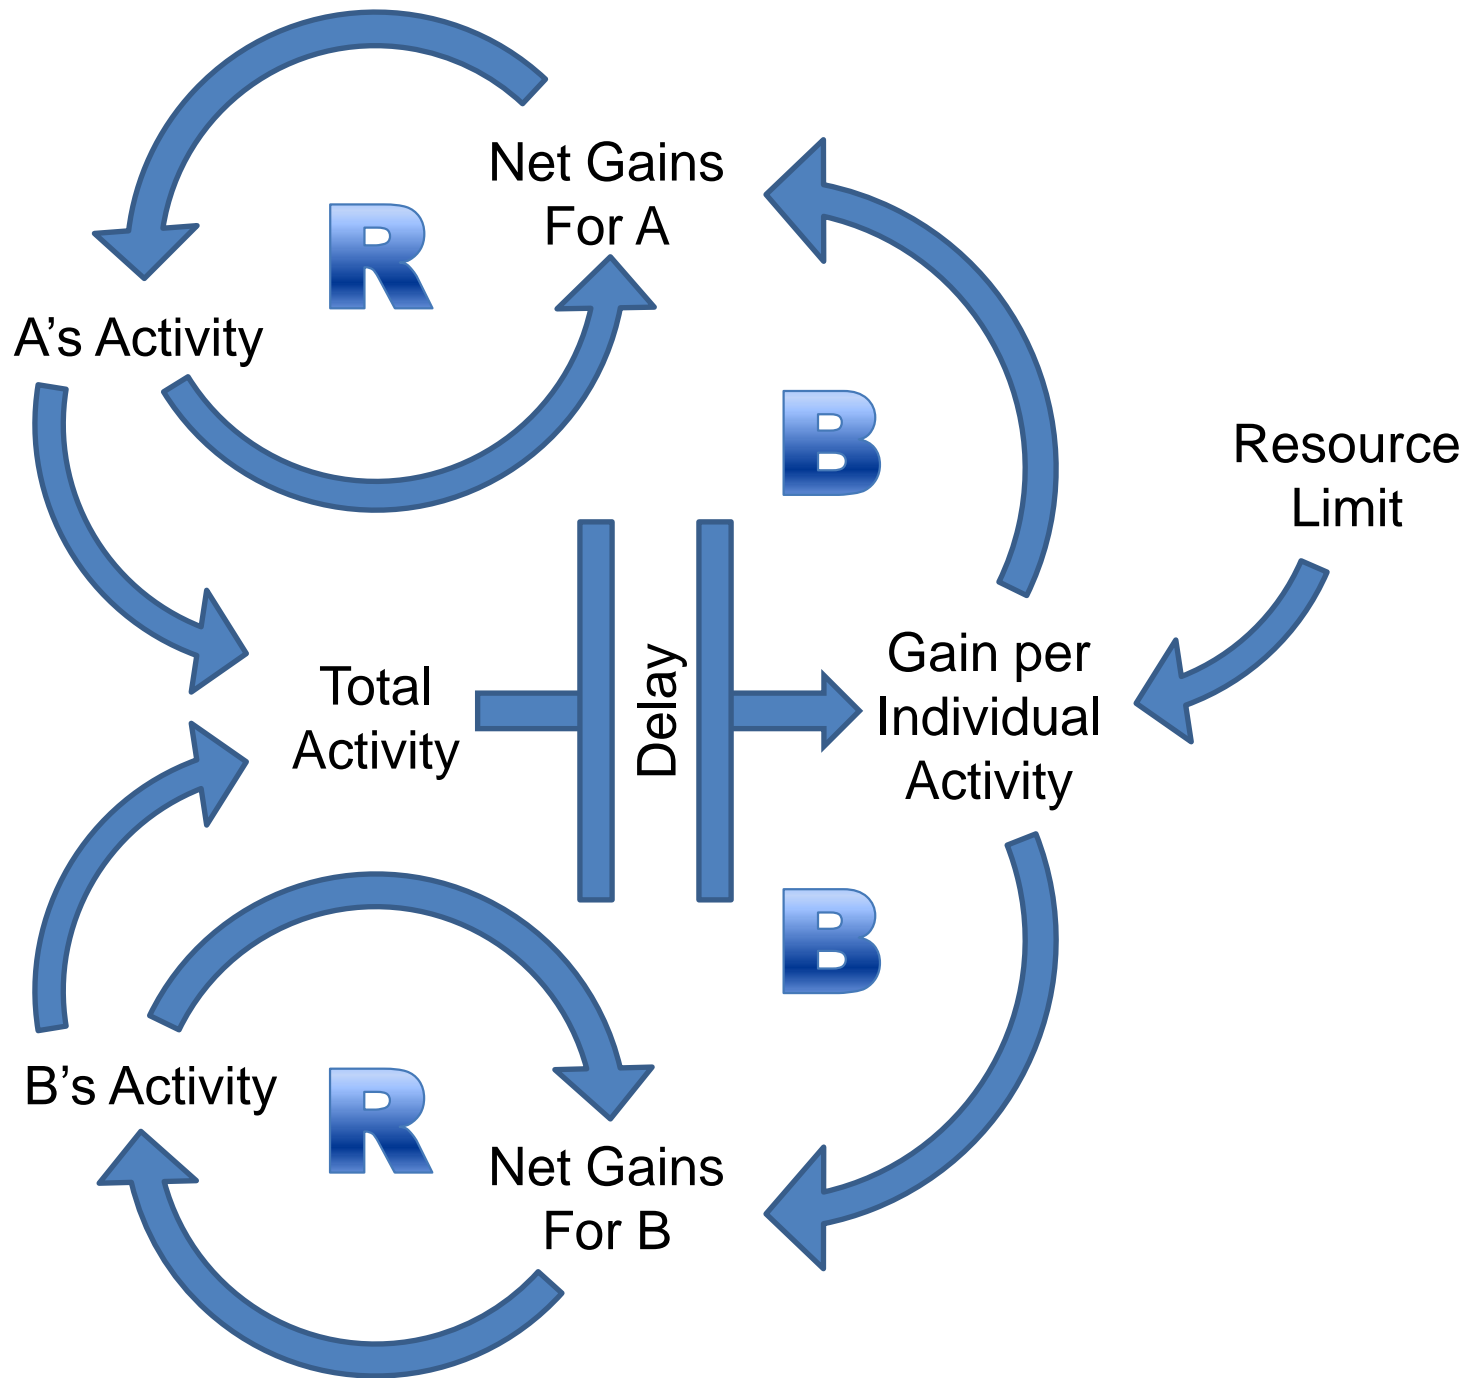 Net Gains
For A
R
A’s Activity
B
Resource
Limit
Total
Activity
Delay
Gain per
Individual
Activity
B
B’s Activity
R
Net Gains
For B